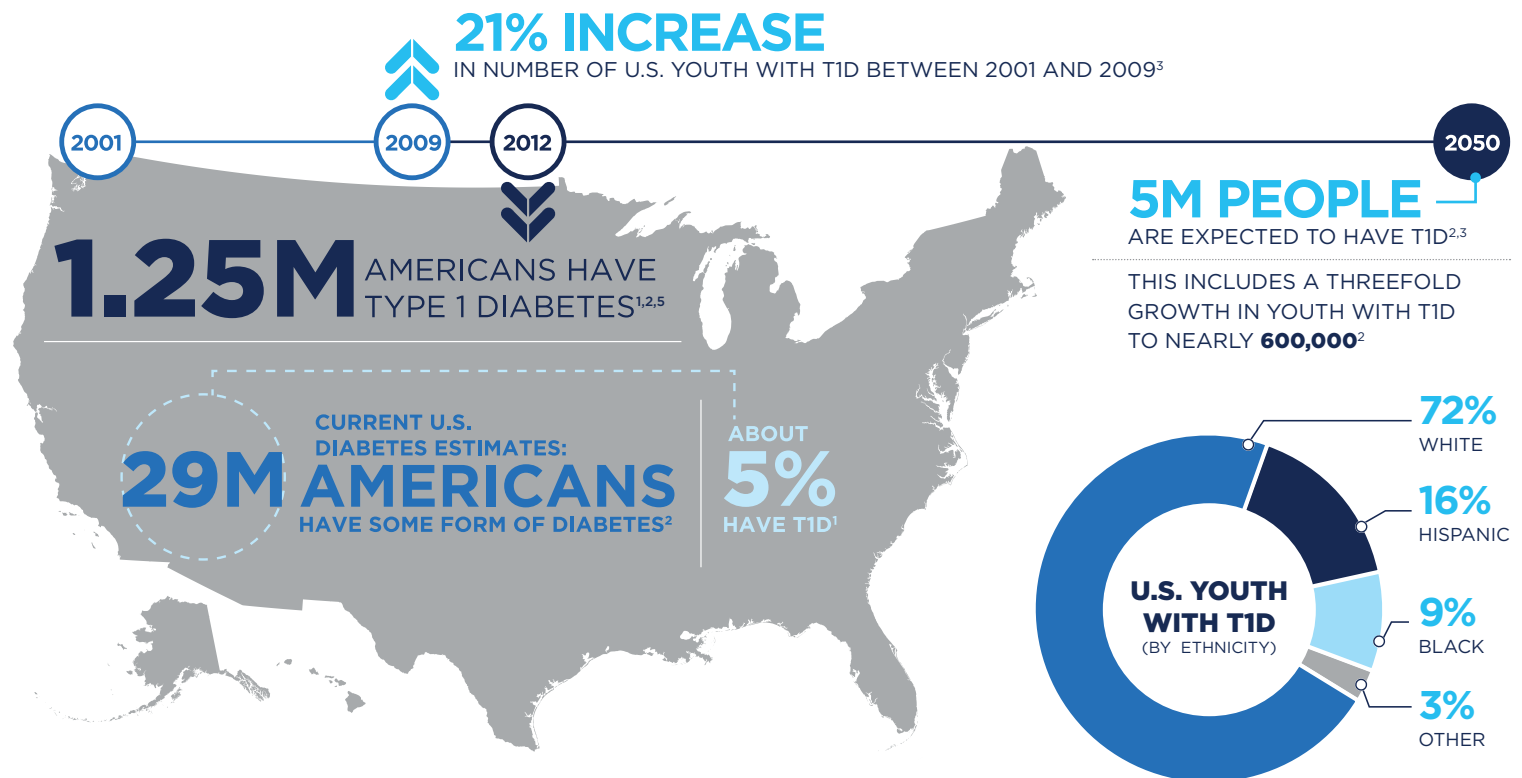 21% INCREASE
IN NUMBER OF U.S. YOUTH WITH T1D BETWEEN 2001 AND 2009³
2001
2009
2012
2050
1.25M
AMERICANS HAVE
TYPE 1 DIABETES¹,²,⁵
5M PEOPLE
ARE EXPECTED TO HAVE T1D²,³
THIS INCLUDES A THREEFOLD
GROWTH IN YOUTH WITH T1D
TO NEARLY 600,000²
29M
CURRENT U.S.
DIABETES ESTIMATES:
AMERICANS
HAVE SOME FORM OF DIABETES²
ABOUT
5%
HAVE T1D¹
U.S. YOUTH
WITH T1D
(BY ETHNICITY)
72%
WHITE
16%
HISPANIC
9%
BLACK
3%
OTHER